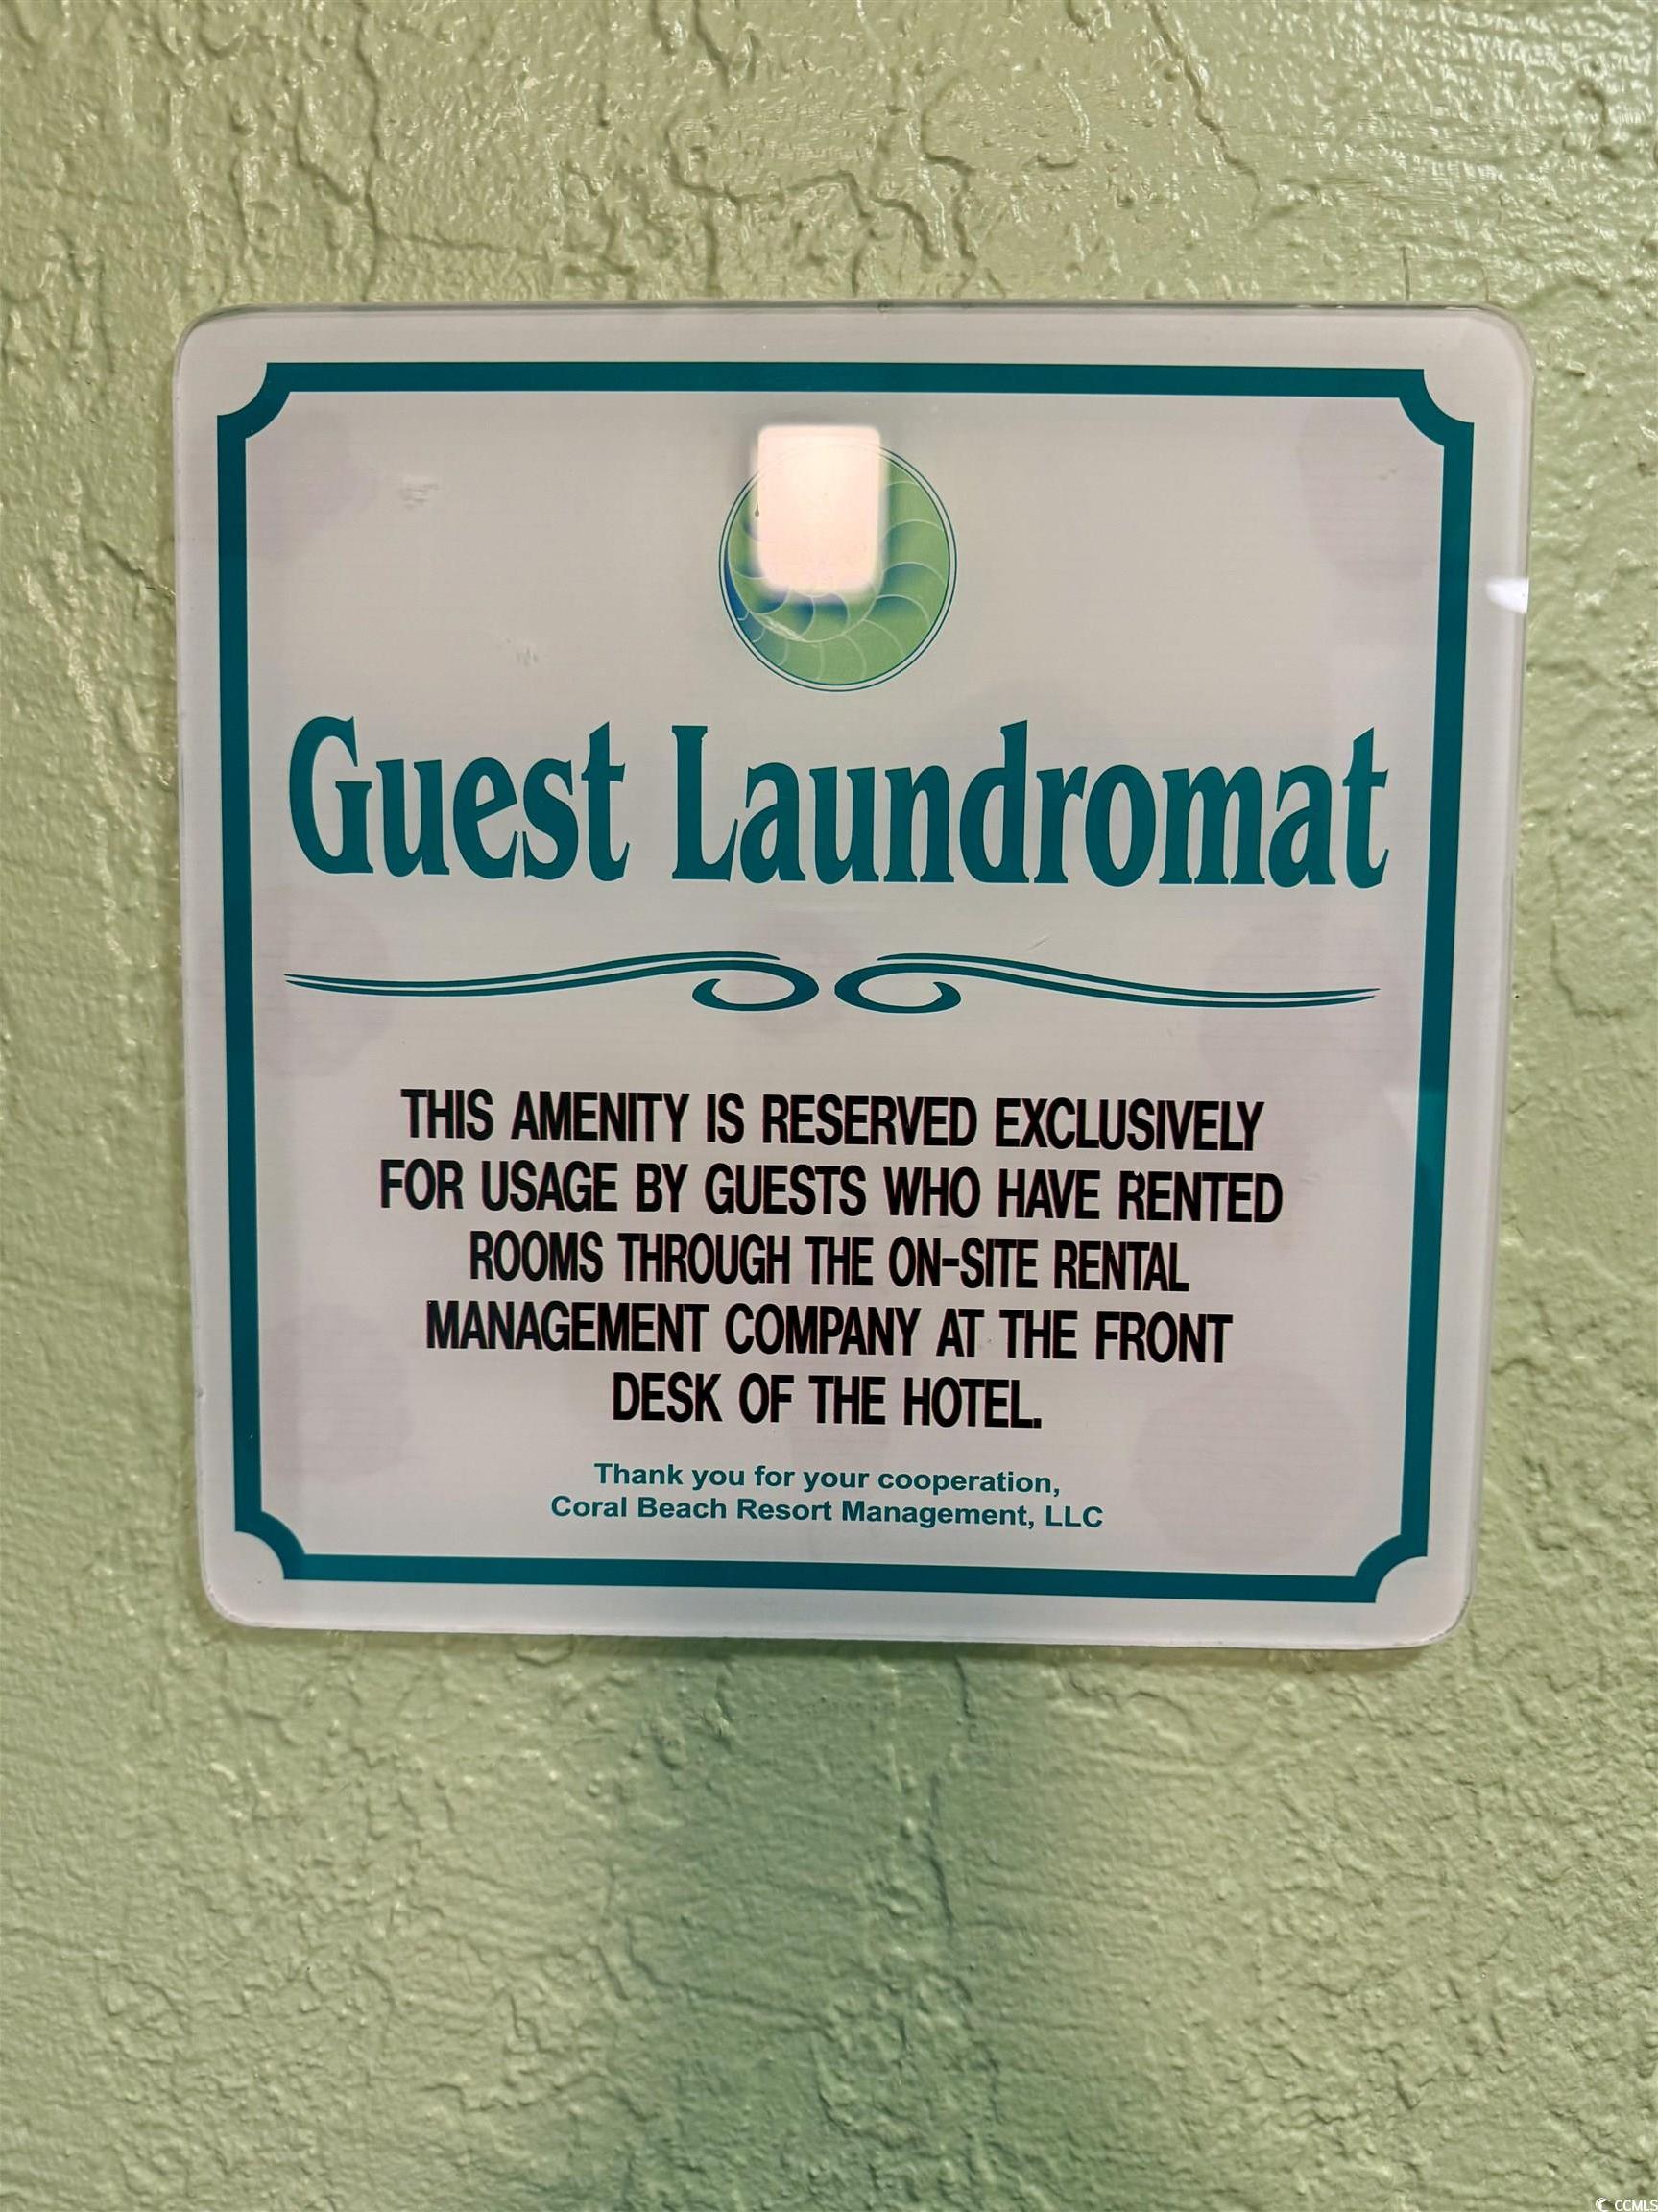 Guest Laundromat
THIS AMENITY IS RESERVED EXCLUSIVELY
FOR USAGE BY GUESTS WHO HAVE RENTED
ROOMS THROUGH THE ON-SITE RENTAL
MANAGEMENT COMPANY AT THE FRONT
DESK OF THE HOTEL.
Thank you for your cooperation,
Coral Beach Resort Management, LLC
CCMLS